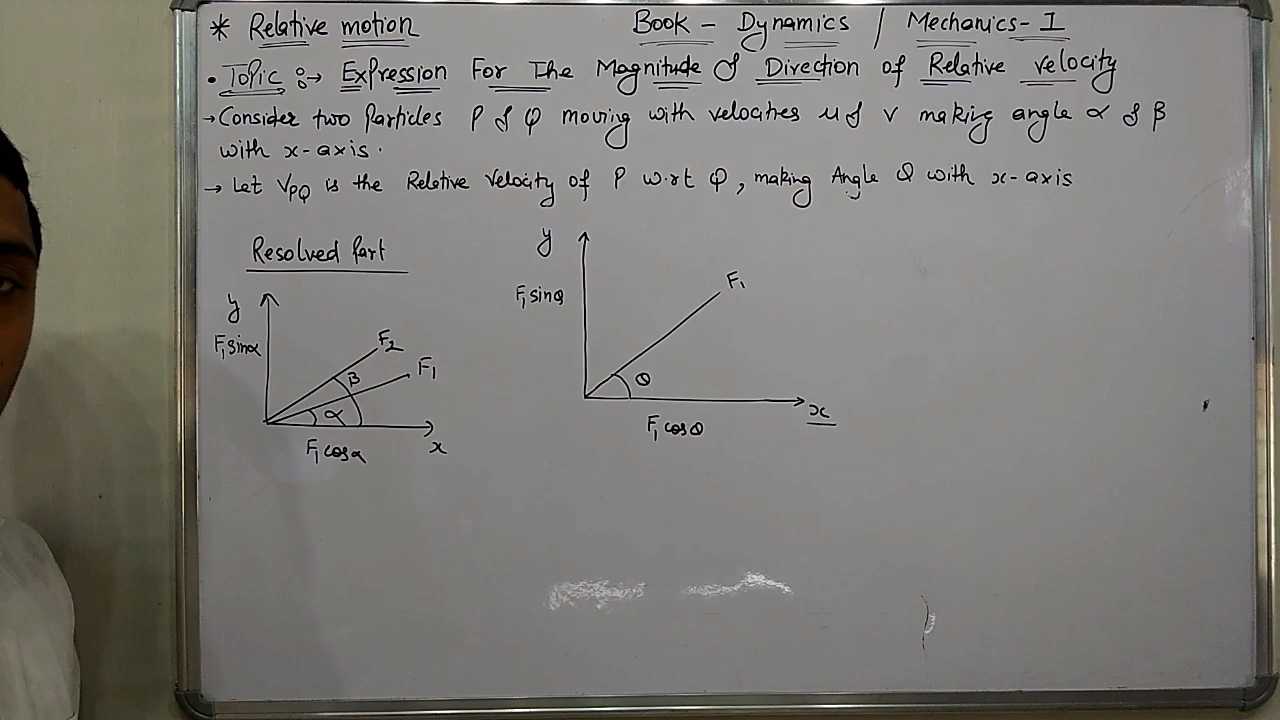 * Relative motion
Book - Dynamics / Mechanics-I
• Topic :→ Expression For The Magnitude & Direction of Relative velocity
→ Consider two Particles P & Q moving with velocities u & v making angle α & β
with x-axis.
→ Let V_PQ is the Relative Velocity of P w.r.t Q, making Angle θ with x-axis
Resolved Part
y
F₁ sinα
F₂
F₁
β
α
F₁ cosα
x
y
F₁ sinθ
F₁
θ
x
F₁ cosθ